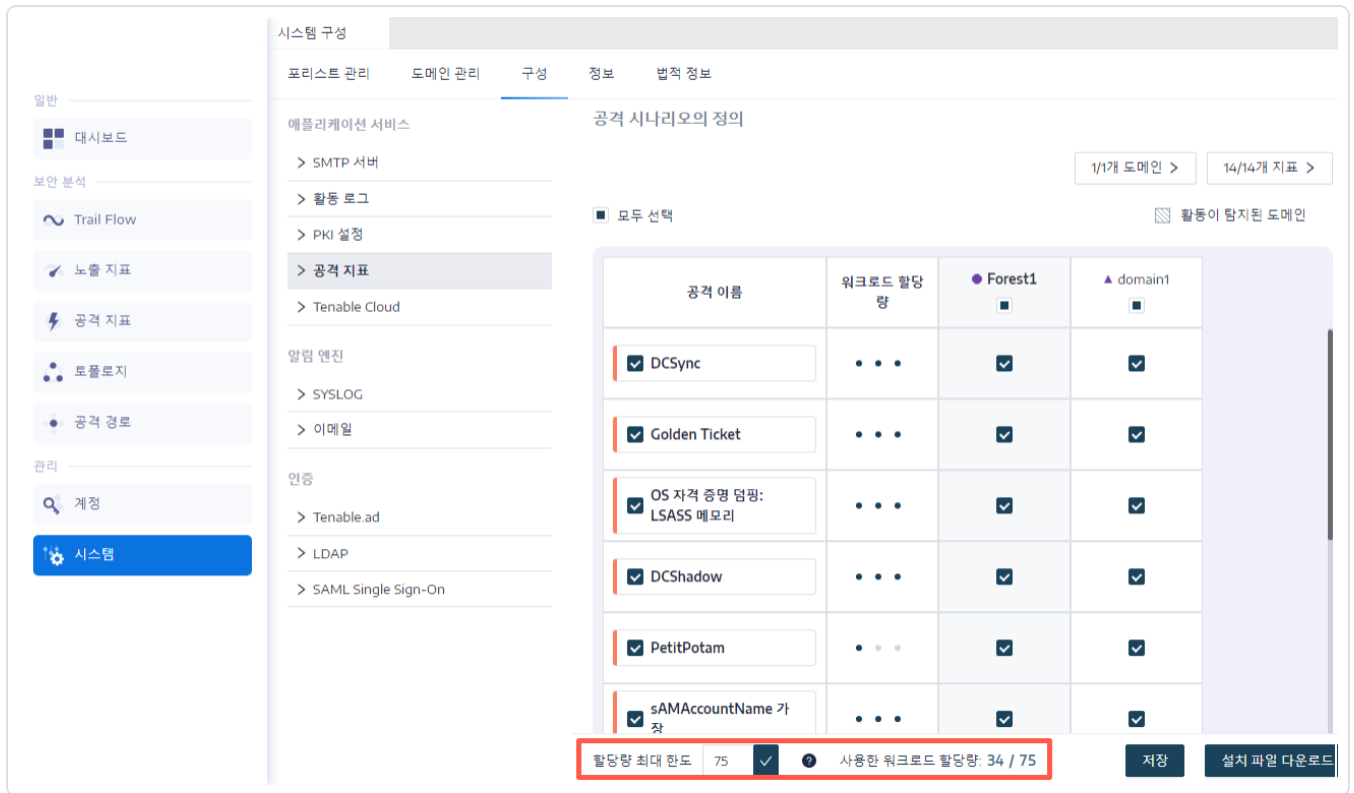 시스템 구성
포리스트 관리 도메인 관리 구성 정보 법적 정보
일반
대시보드
보안 분석
Trail Flow
노출 지표
공격 지표
토폴로지
공격 경로
관리
계정
시스템
애플리케이션 서비스
SMTP 서버
활동 로그
PKI 설정
공격 지표
Tenable Cloud
알림 엔진
SYSLOG
이메일
인증
Tenable.ad
LDAP
SAML Single Sign-On
공격 시나리오의 정의
1/1개 도메인 > 14/14개 지표 >
모두 선택 활동이 탐지된 도메인
공격 이름 워크로드 할당 Forest1 domain1
량
DCSync
Golden Ticket
OS 자격 증명 덤핑:
LSASS 메모리
DCShadow
PetitPotam
sAMAccountName 가
장
할당량 최대 한도 75 사용한 워크로드 할당량: 34 / 75 저장 설치 파일 다운로드